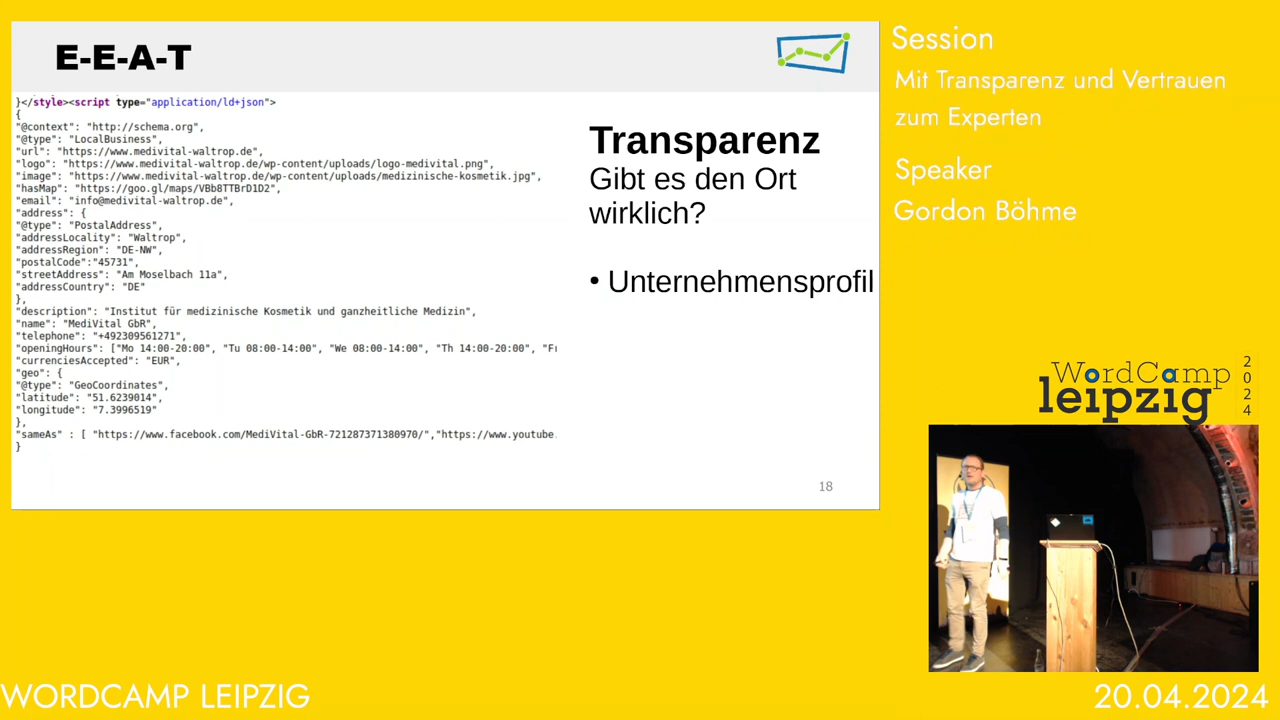 E-E-A-T
}</style><script type="application/ld+json">
{
"@context": "http://schema.org",
"@type": "LocalBusiness",
"url": "https://www.medivital-waltrop.de",
"logo": "https://www.medivital-waltrop.de/wp-content/uploads/logo-medivital.png",
"image": "https://www.medivital-waltrop.de/wp-content/uploads/medizinische-kosmetik.jpg",
"hasMap": "https://goo.gl/maps/VBb8TTBrD1D2",
"email": "info@medivital-waltrop.de",
"address": {
"@type": "PostalAddress",
"addressLocality": "Waltrop",
"addressRegion": "DE-NW",
"postalCode":"45731",
"streetAddress": "Am Moselbach 11a",
"addressCountry": "DE"
},
"description": "Institut für medizinische Kosmetik und ganzheitliche Medizin",
"name": "MediVital GbR",
"telephone": "+492309561271",
"openingHours": ["Mo 14:00-20:00", "Tu 08:00-14:00", "We 08:00-14:00", "Th 14:00-20:00", "Fr
"currenciesAccepted": "EUR",
"geo": {
"@type": "GeoCoordinates",
"latitude": "51.6239014",
"longitude": "7.3996519"
},
"sameAs" : [ "https://www.facebook.com/MediVital-GbR-721287371380970/","https://www.youtube.
}
Transparenz
Gibt es den Ort
wirklich?
• Unternehmensprofil
18
Session
Mit Transparenz und Vertrauen
zum Experten
Speaker
Gordon Böhme
WordCamp
leipzig
2024
WORDCAMP LEIPZIG
20.04.2024